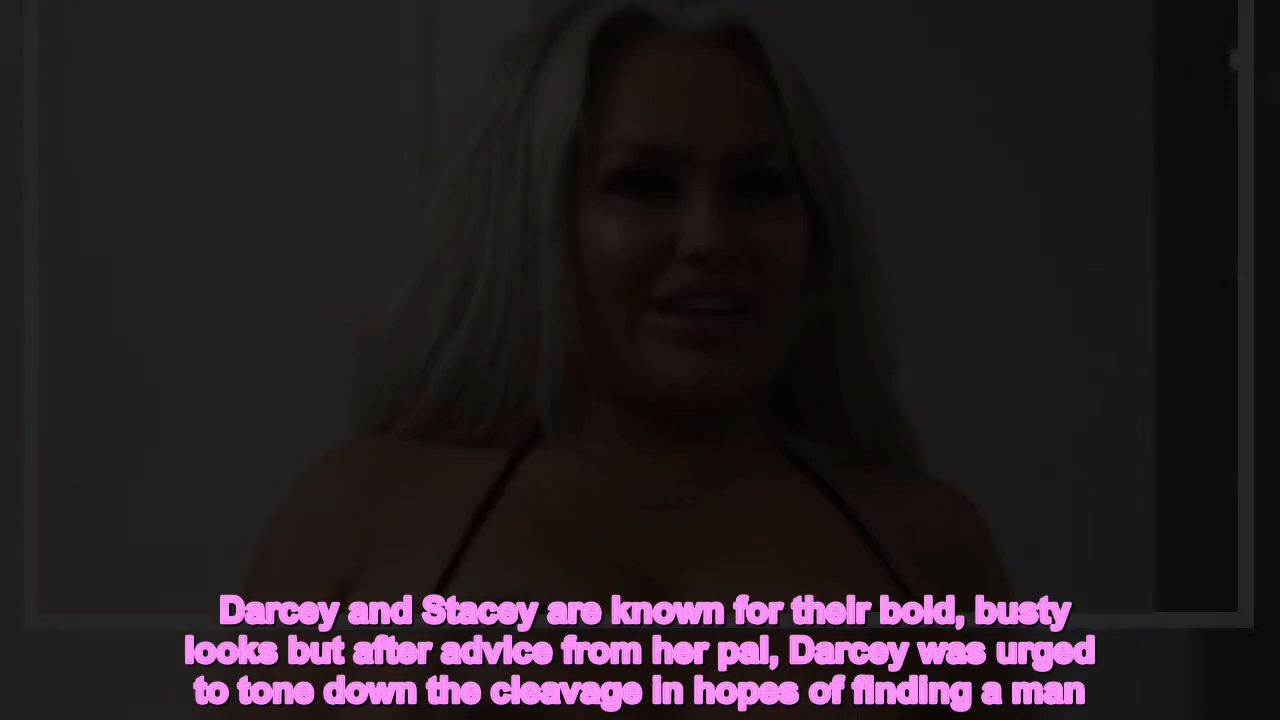 Darcey and Stacey are known for their bold, busty
looks but after advice from her pal, Darcey was urged
to tone down the cleavage in hopes of finding a man